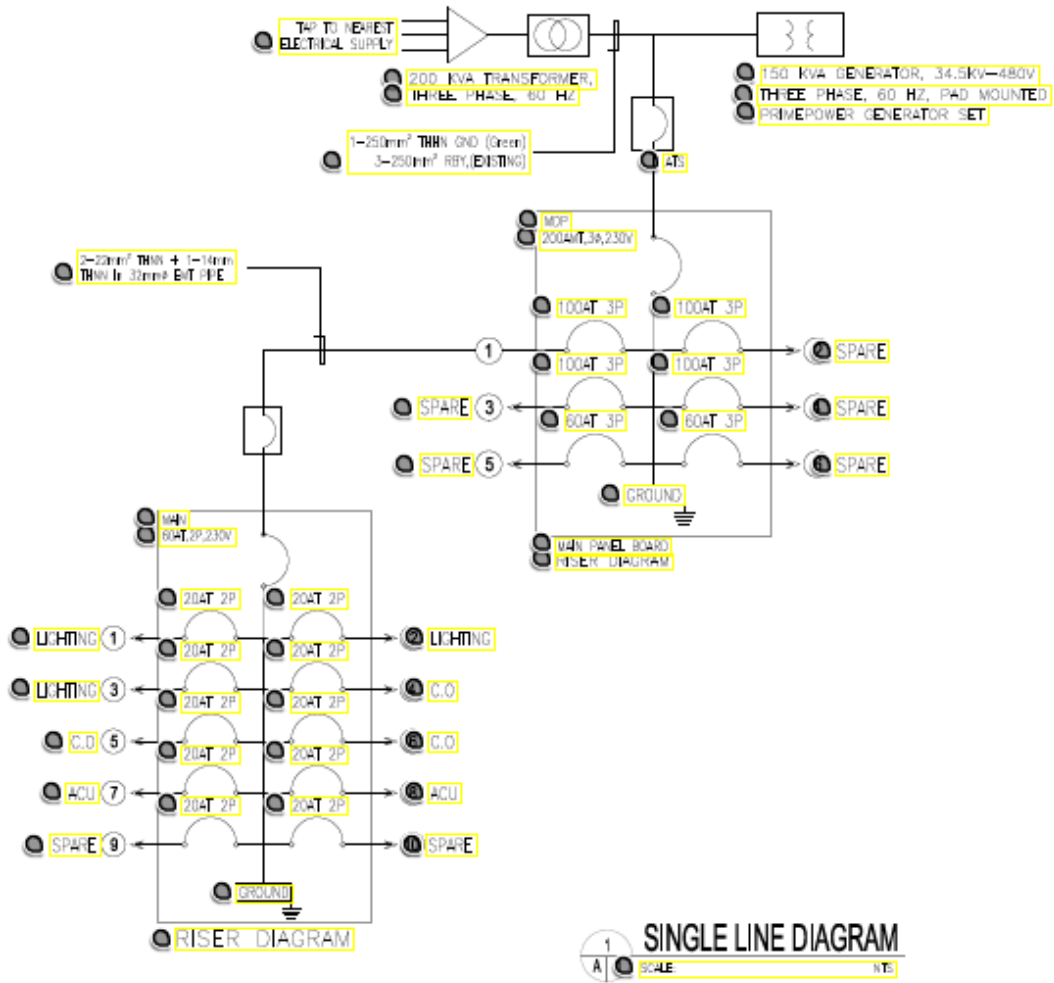 TAP TO NEAREST
ELECTRICAL SUPPLY
200 KVA TRANSFORMER,
THREE PHASE, 60 HZ
150 KVA GENERATOR, 34.5KV-480V
THREE PHASE, 60 HZ, PAD MOUNTED
PRIMEPOWER GENERATOR SET
1-250mm² THHN GND (Green)
3-250mm² RBY,(EXISTING)
ATS
MDP
200AMT,3ø,230V
2-22mm² THNN + 1-14mm
THNN in 32mmø EMT PIPE
100AT 3P 100AT 3P
1 2 SPARE
100AT 3P 100AT 3P
SPARE 3 SPARE
60AT 3P 60AT 3P
SPARE 5 6 SPARE
GROUND
MAIN PANEL BOARD
RISER DIAGRAM
MAIN
60AT,2P,230V
20AT 2P 20AT 2P
LIGHTING 1 2 LIGHTING
20AT 2P 20AT 2P
LIGHTING 3 4 C.O
20AT 2P 20AT 2P
C.O 5 6 C.O
20AT 2P 20AT 2P
ACU 7 8 ACU
20AT 2P 20AT 2P
SPARE 9 10 SPARE
GROUND
RISER DIAGRAM
1 SINGLE LINE DIAGRAM
A SCALE: NTS